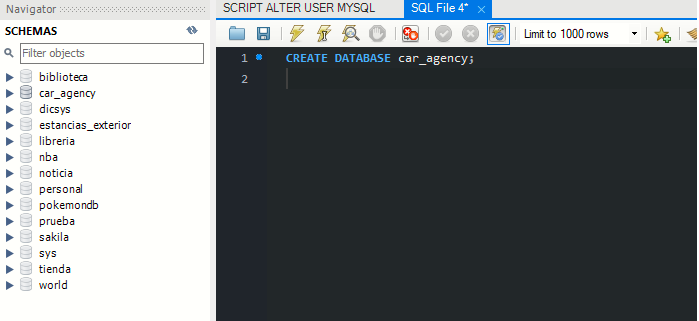 Navigator
SCHEMAS
Filter objects
biblioteca
car_agency
dicsys
estancias_exterior
libreria
nba
noticia
personal
pokemondb
prueba
sakila
sys
tienda
world
SCRIPT ALTER USER MYSQL
SQL File 4*
Limit to 1000 rows
1 CREATE DATABASE car_agency;
2